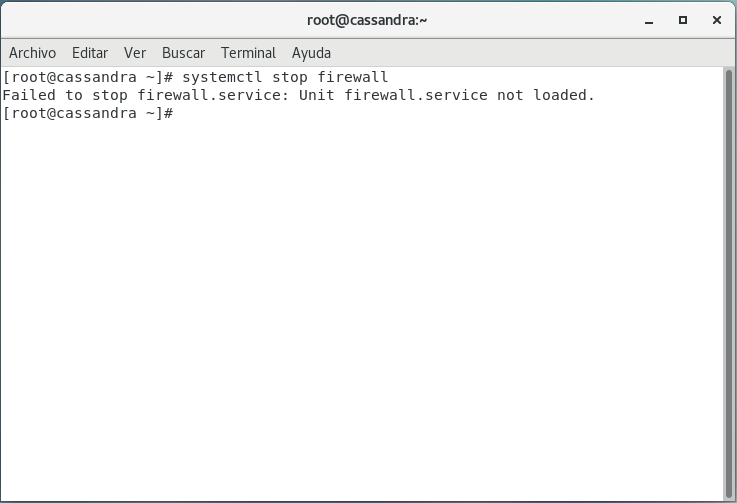 root@cassandra:~
Archivo Editar Ver Buscar Terminal Ayuda
[root@cassandra ~]# systemctl stop firewall
Failed to stop firewall.service: Unit firewall.service not loaded.
[root@cassandra ~]#